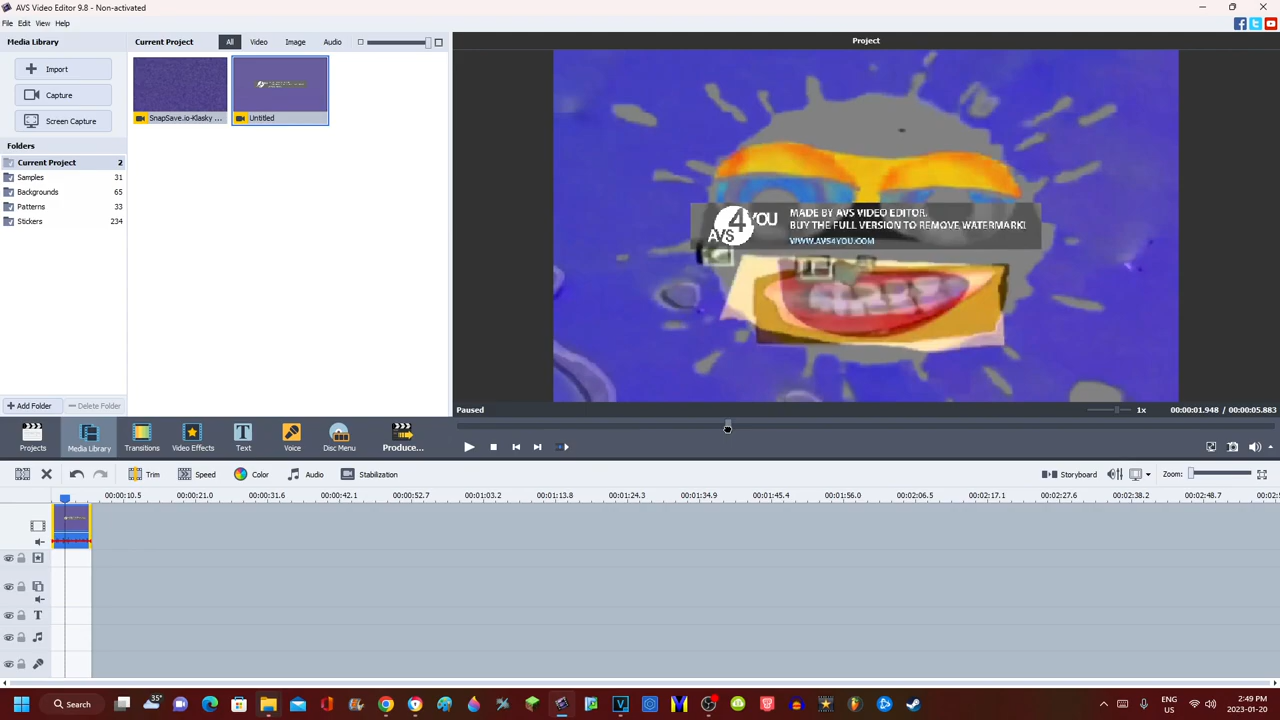 AVS Video Editor 9.8 - Non-activated
File Edit View Help
Media Library
Current Project
All
Video
Image
Audio
Project
Import
Capture
Screen Capture
SnapSave.io-Klasky ...
Untitled
Folders
Current Project 2
Samples 31
Backgrounds 65
Patterns 33
Stickers 234
AVS 4 YOU
MADE BY AVS VIDEO EDITOR.
BUY THE FULL VERSION TO REMOVE WATERMARK!
WWW.AVS4YOU.COM
Add Folder
Delete Folder
Paused
1x
00:00:01.948 / 00:00:05.883
Projects
Media Library
Transitions
Video Effects
Text
Voice
Disc Menu
Produce...
Trim
Speed
Color
Audio
Stabilization
Storyboard
Zoom:
00:00:10.5 00:00:21.0 00:00:31.6 00:00:42.1 00:00:52.7 00:01:03.2 00:01:13.8 00:01:24.3 00:01:34.9 00:01:45.4 00:01:56.0 00:02:06.5 00:02:17.1 00:02:27.6 00:02:38.2 00:02:48.7
T
Search
35°
ENG
US
2:49 PM
2023-01-20